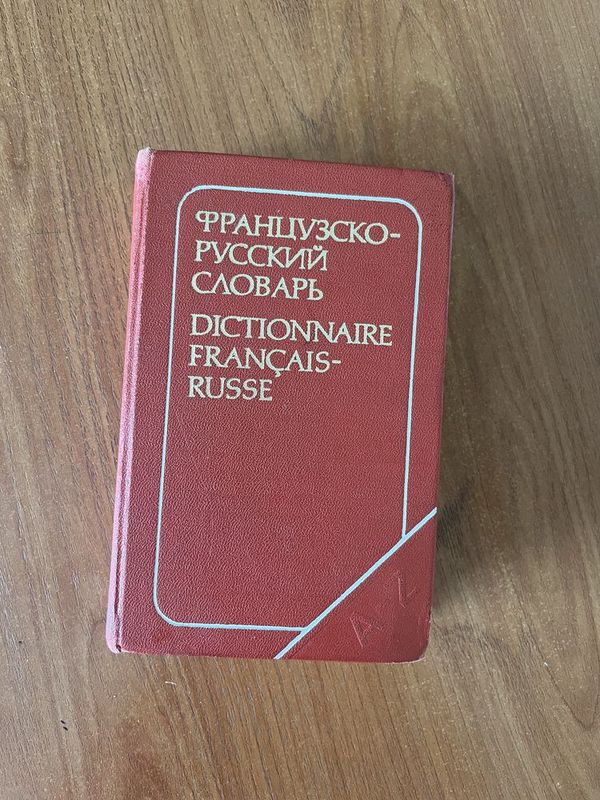 ФРАНЦУЗСКО-
РУССКИЙ
СЛОВАРЬ
DICTIONNAIRE
FRANÇAIS-
RUSSE
A Z